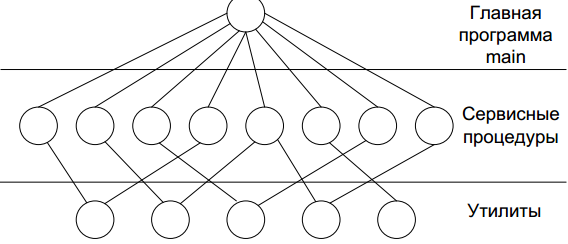 Главная
программа
main
Сервисные
процедуры
Утилиты